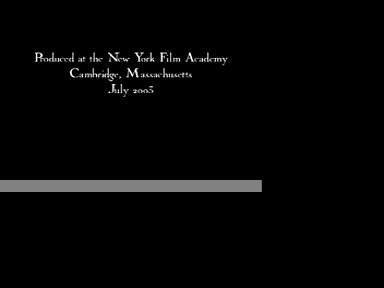 Produced at the New York Film Academy
Cambridge, Massachusetts
July 2003